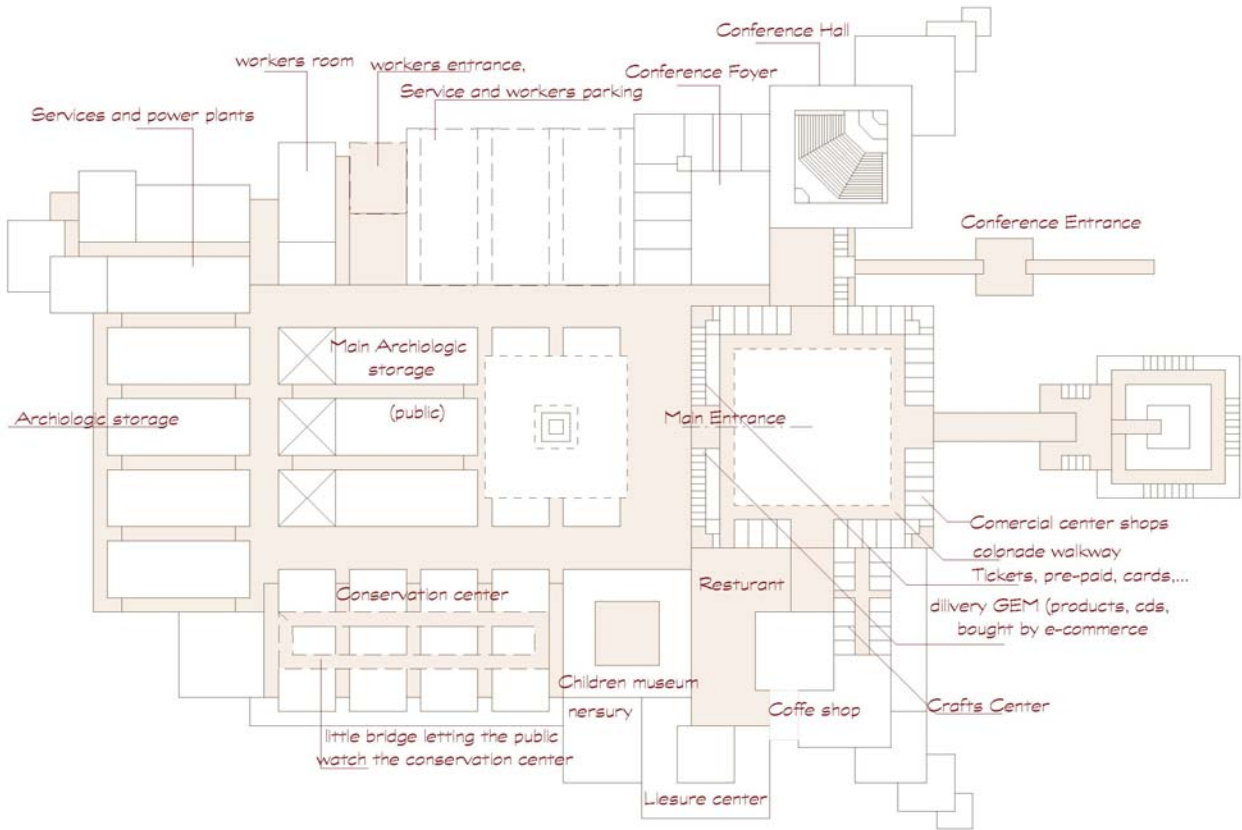 Conference Hall
workers room
workers entrance,
Conference Foyer
Service and workers parking
Services and power plants
Conference Entrance
Main Archiologic
storage
(public)
Archiologic storage
Main Entrance
Comercial center shops
colonade walkway
Tickets, pre-paid, cards,...
Resturant
Conservation center
dilivery GEM (products, cds,
bought by e-commerce
Children museum
nersury
Coffe shop
Crafts Center
little bridge letting the public
watch the conservation center
Liesure center